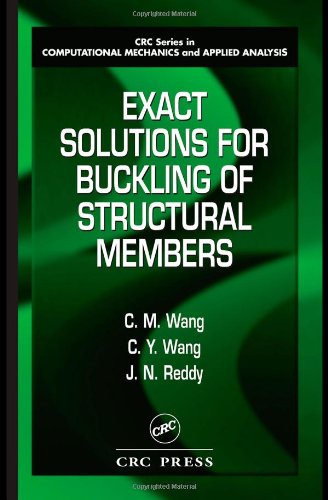 CRC Series in
COMPUTATIONAL MECHANICS and APPLIED ANALYSIS
EXACT
SOLUTIONS FOR
BUCKLING OF
STRUCTURAL
MEMBERS
C. M. Wang
C. Y. Wang
J. N. Reddy
CRC
CRC PRESS